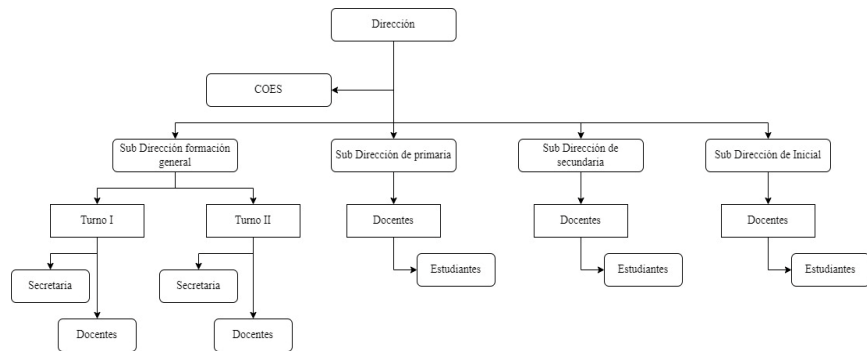 Dirección
COES
Sub Dirección formación
general
Sub Dirección de primaria
Sub Dirección de
secundaria
Sub Dirección de Inicial
Turno I
Turno II
Docentes
Docentes
Docentes
Secretaria
Secretaria
Estudiantes
Estudiantes
Estudiantes
Docentes
Docentes